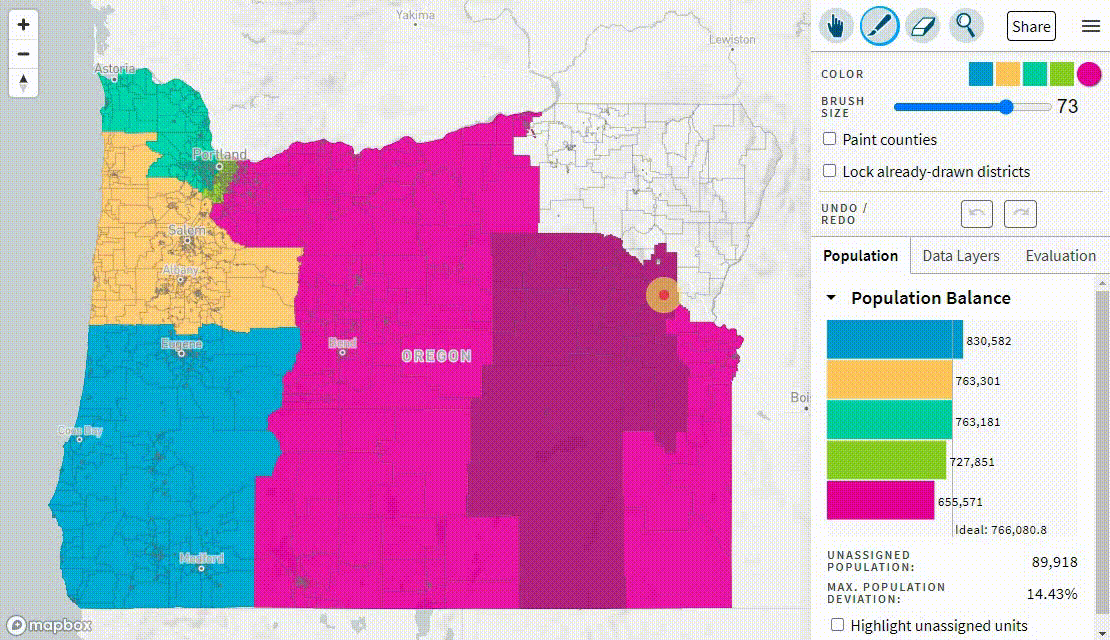 Yakima
Lewiston
Astoria
Portland
Salem
Albany
Eugene
Bend
OREGON
Coos Bay
Medford
Bois
mapbox
Share
COLOR
BRUSH
SIZE
73
Paint counties
Lock already-drawn districts
UNDO /
REDO
Population
Data Layers
Evaluation
Population Balance
830,582
763,301
763,181
727,851
655,571
Ideal: 766,080.8
UNASSIGNED
POPULATION:
89,918
MAX. POPULATION
DEVIATION:
14.43%
Highlight unassigned units